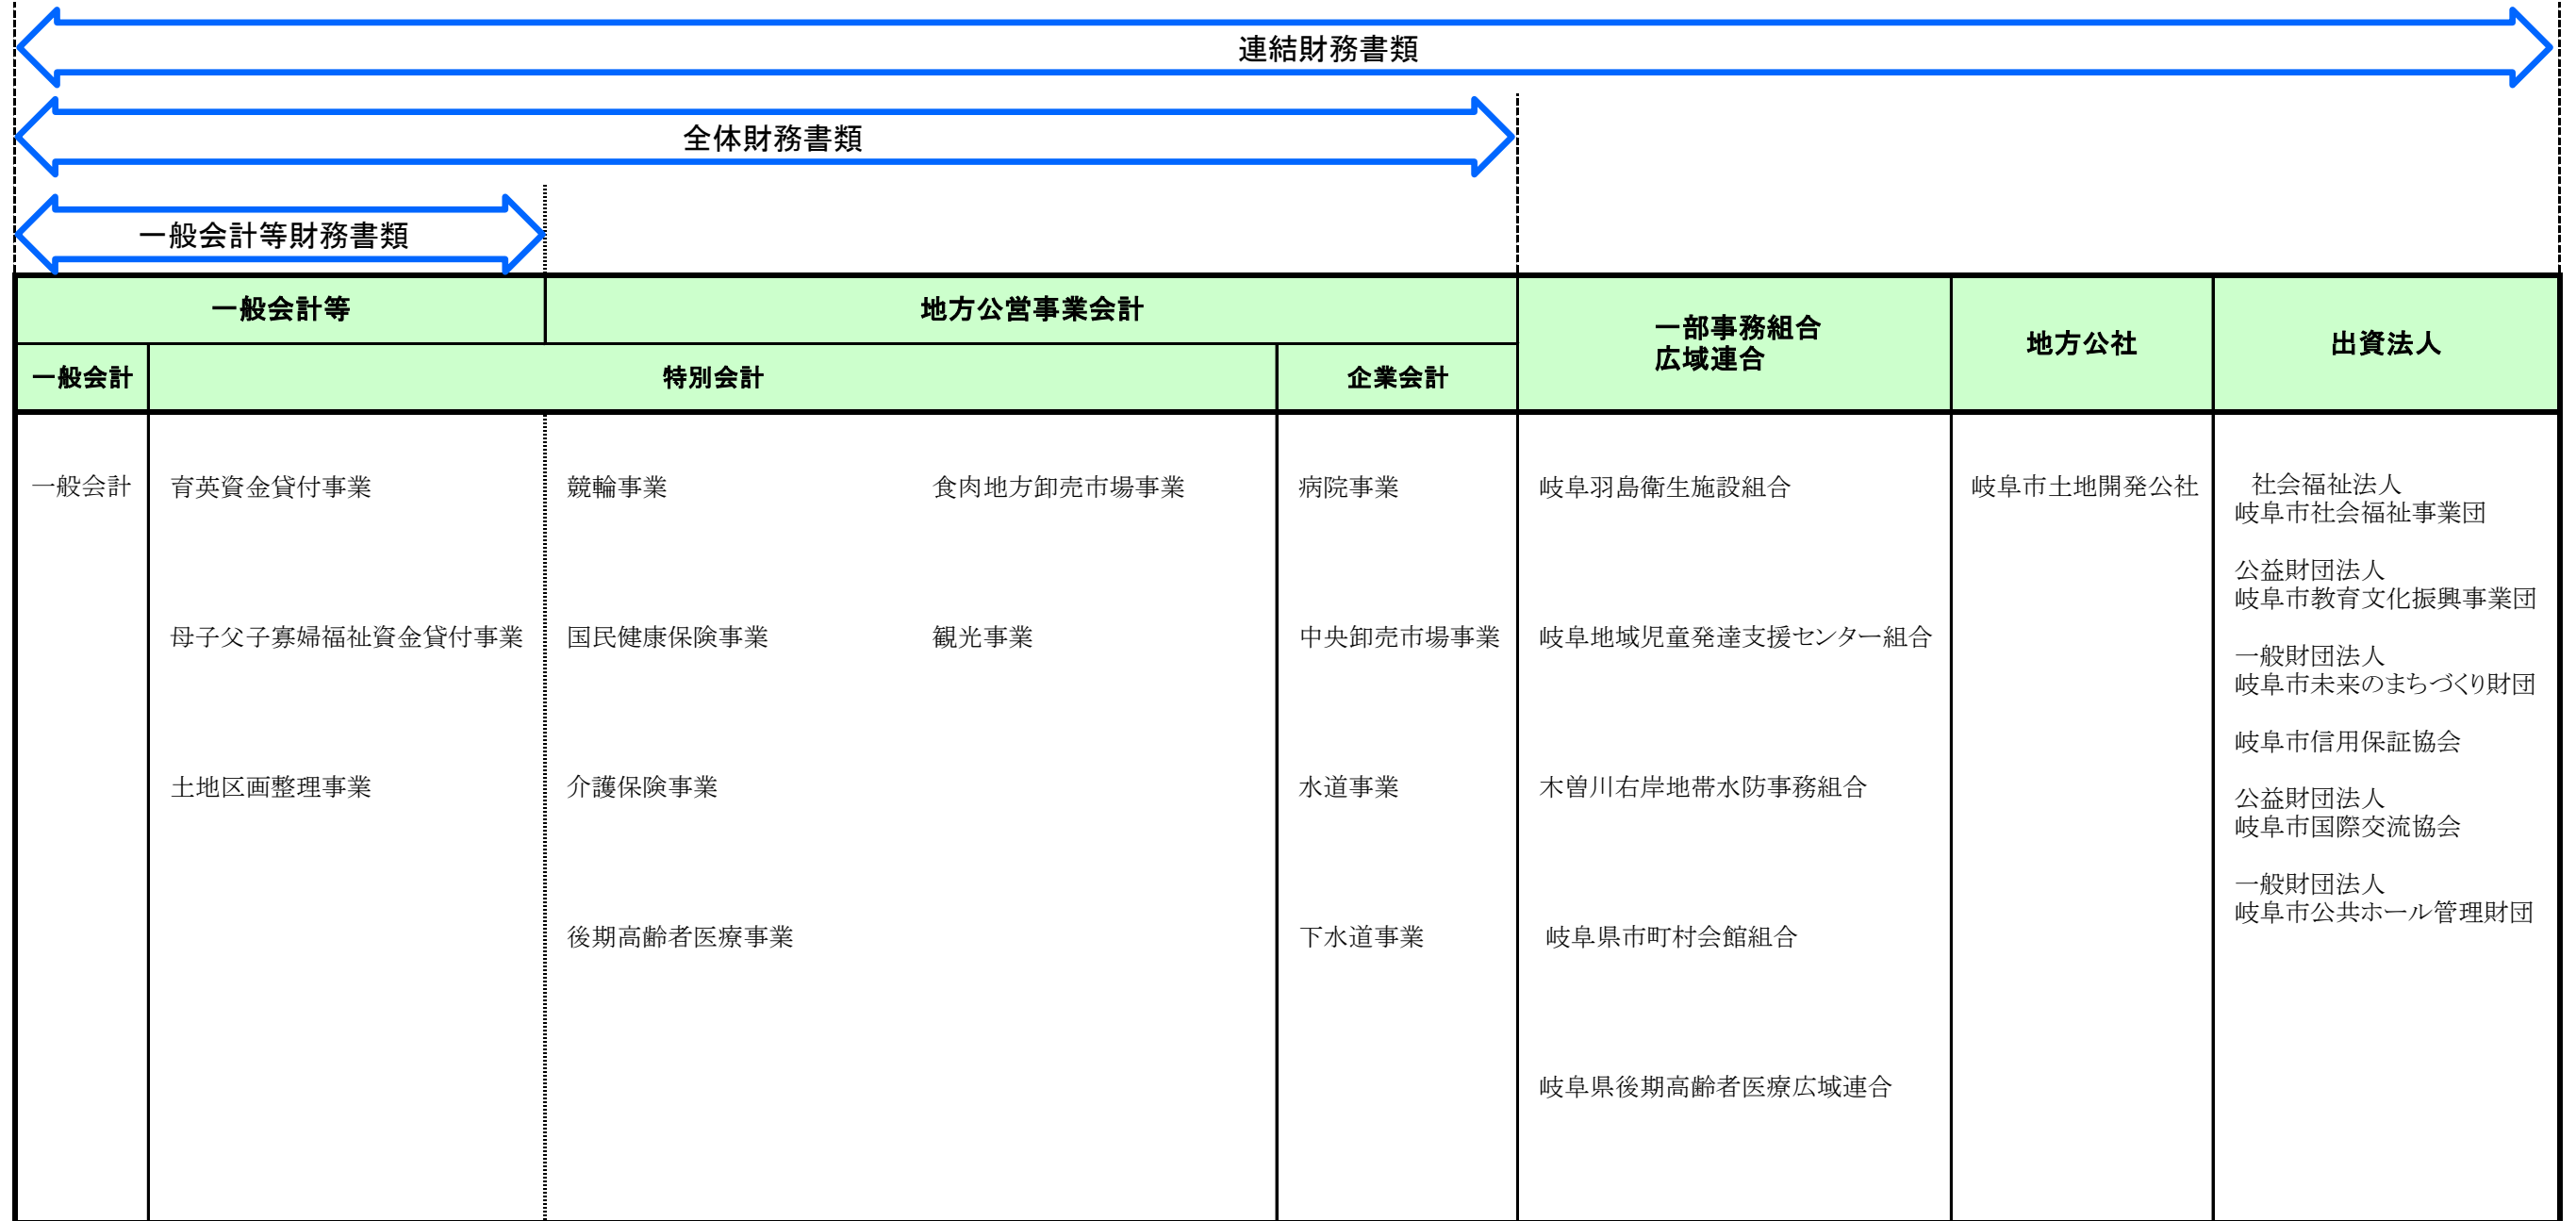 連結財務書類
全体財務書類
一般会計等財務書類
一般会計等
地方公営事業会計
一部事務組合
広域連合
地方公社
出資法人
一般会計
特別会計
企業会計
一般会計
育英資金貸付事業
母子父子寡婦福祉資金貸付事業
土地区画整理事業
競輪事業
国民健康保険事業
介護保険事業
後期高齢者医療事業
食肉地方卸売市場事業
観光事業
病院事業
中央卸売市場事業
水道事業
下水道事業
岐阜羽島衛生施設組合
岐阜地域児童発達支援センター組合
木曽川右岸地帯水防事務組合
岐阜県市町村会館組合
岐阜県後期高齢者医療広域連合
岐阜市土地開発公社
社会福祉法人
岐阜市社会福祉事業団
公益財団法人
岐阜市教育文化振興事業団
一般財団法人
岐阜市未来のまちづくり財団
岐阜市信用保証協会
公益財団法人
岐阜市国際交流協会
一般財団法人
岐阜市公共ホール管理財団